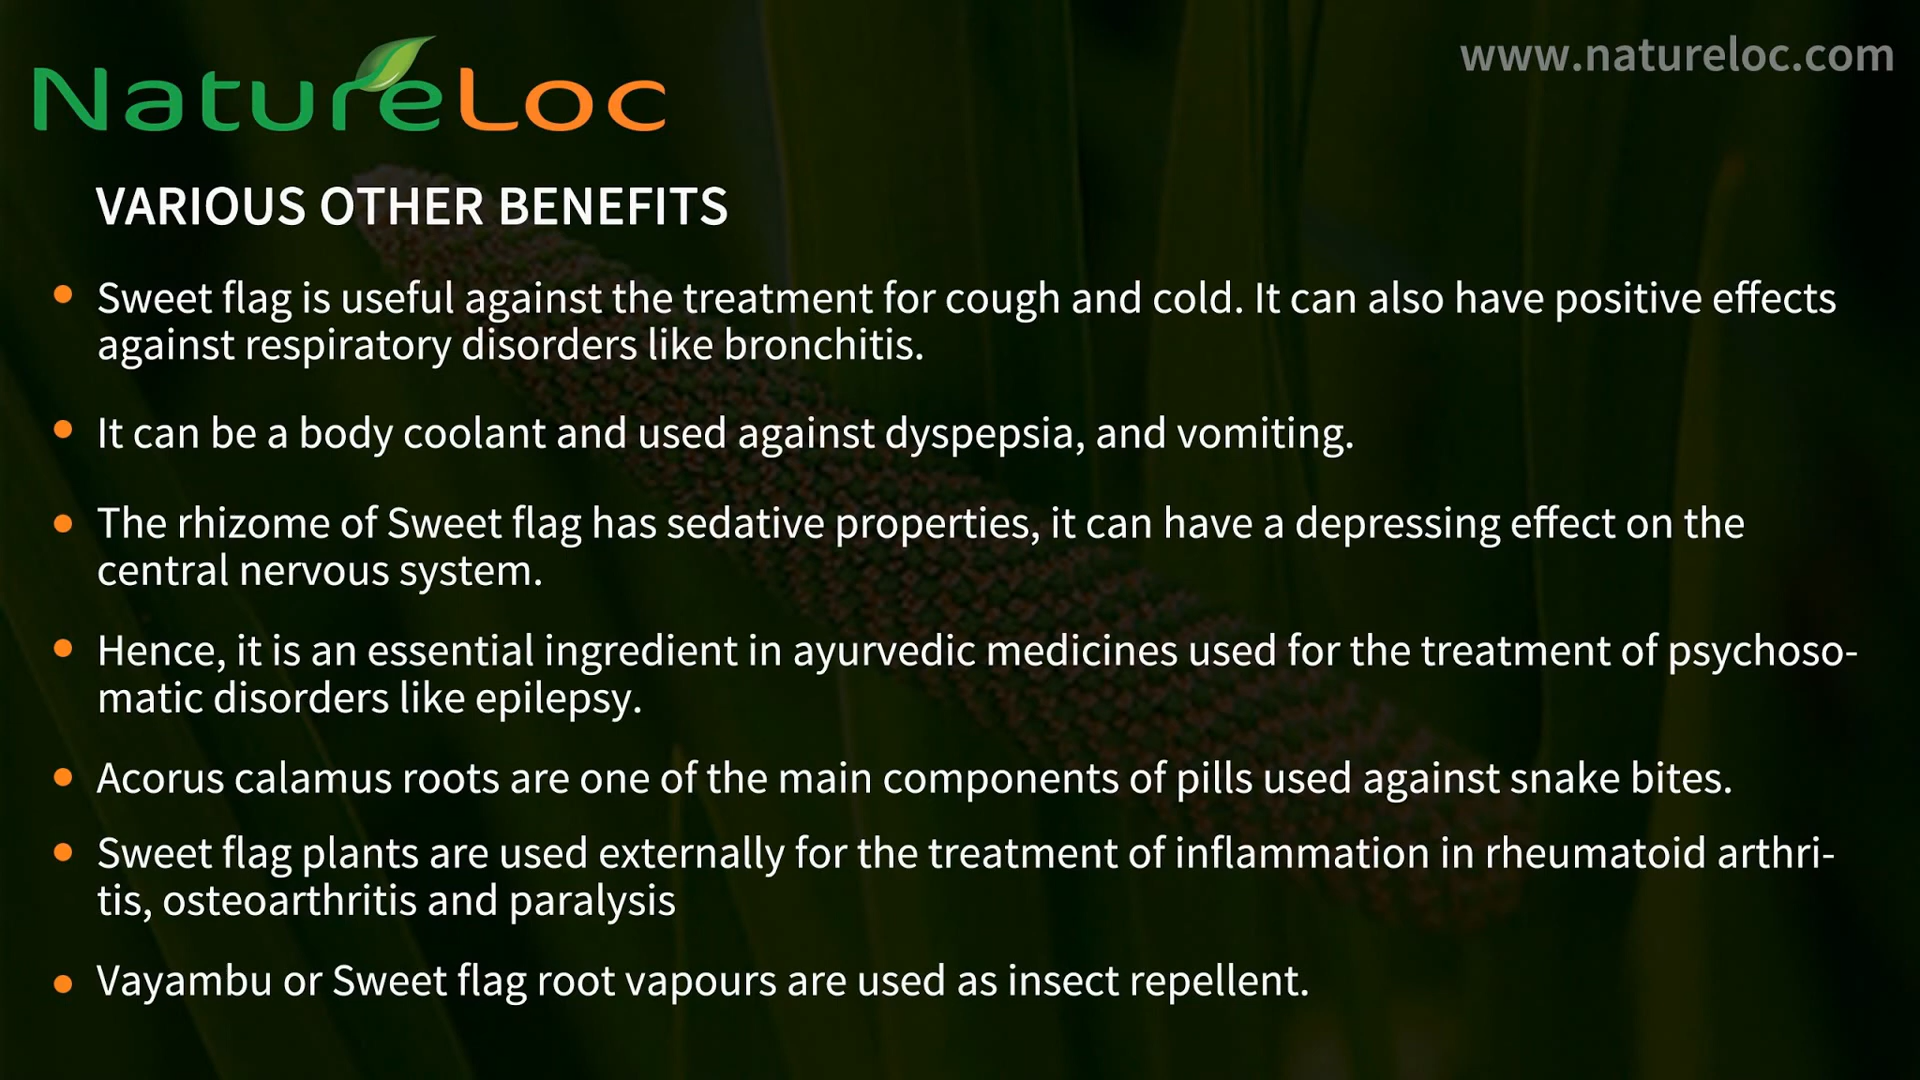 NatureLoc
www.natureloc.com
VARIOUS OTHER BENEFITS
Sweet flag is useful against the treatment for cough and cold. It can also have positive effects
against respiratory disorders like bronchitis.
It can be a body coolant and used against dyspepsia, and vomiting.
The rhizome of Sweet flag has sedative properties, it can have a depressing effect on the
central nervous system.
Hence, it is an essential ingredient in ayurvedic medicines used for the treatment of psychoso-
matic disorders like epilepsy.
Acorus calamus roots are one of the main components of pills used against snake bites.
Sweet flag plants are used externally for the treatment of inflammation in rheumatoid arthri-
tis, osteoarthritis and paralysis
Vayambu or Sweet flag root vapours are used as insect repellent.